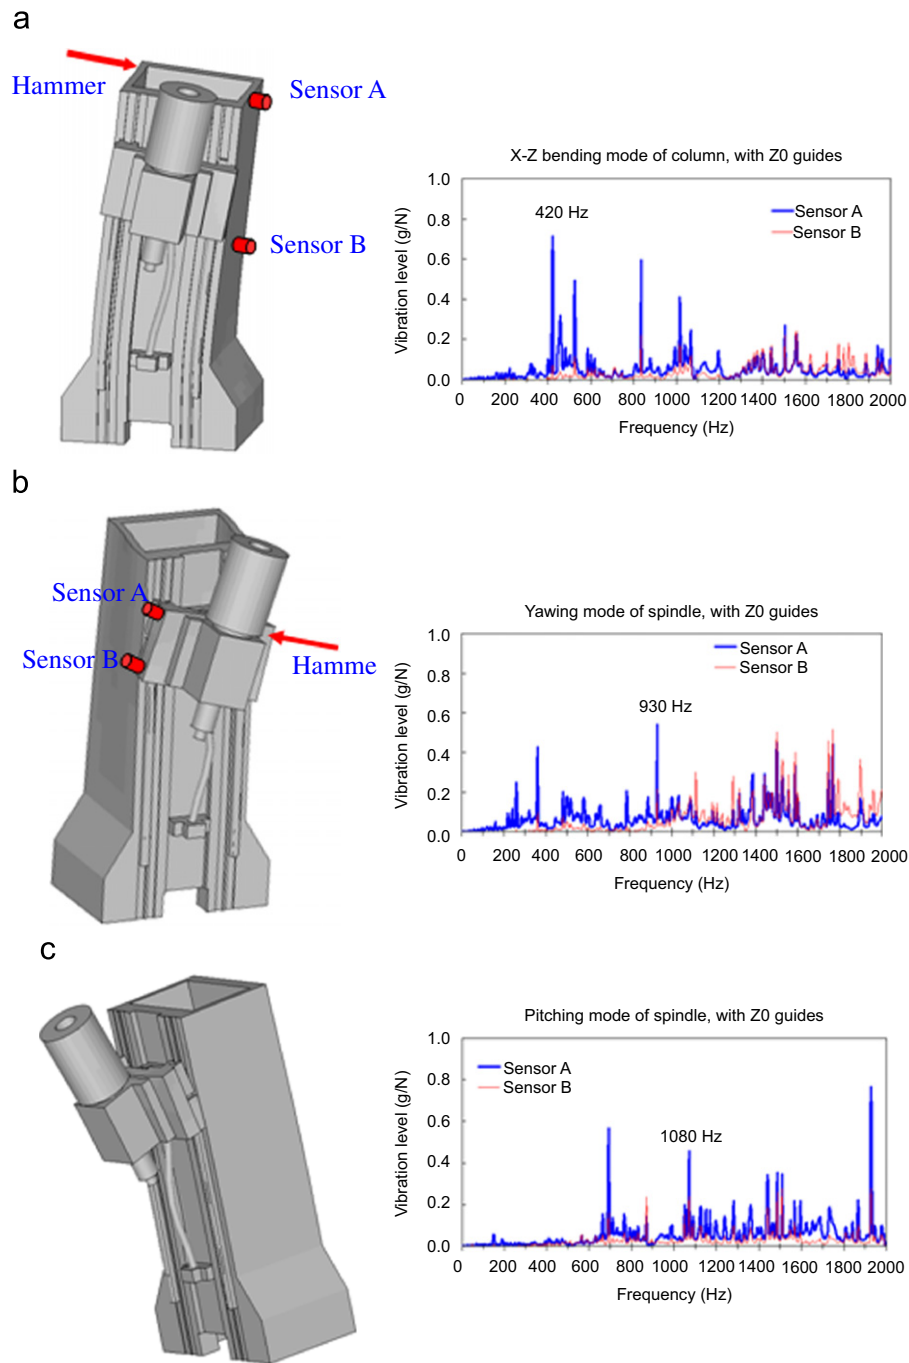 a
Hammer
Sensor A
Sensor B
X-Z bending mode of column, with Z0 guides
Vibration level (g/N)
1.0
0.8
0.6
0.4
0.2
0.0
420 Hz
Sensor A
Sensor B
0 200 400 600 800 1000 1200 1400 1600 1800 2000
Frequency (Hz)
b
Sensor A
Sensor B
Hamme
Yawing mode of spindle, with Z0 guides
Vibration level (g/N)
1.0
0.8
0.6
0.4
0.2
0.0
930 Hz
Sensor A
Sensor B
0 200 400 600 800 1000 1200 1400 1600 1800 2000
Frequency (Hz)
c
Pitching mode of spindle, with Z0 guides
Vibration level (g/N)
1.0
0.8
0.6
0.4
0.2
0.0
Sensor A
Sensor B
1080 Hz
0 200 400 600 800 1000 1200 1400 1600 1800 2000
Frequency (Hz)